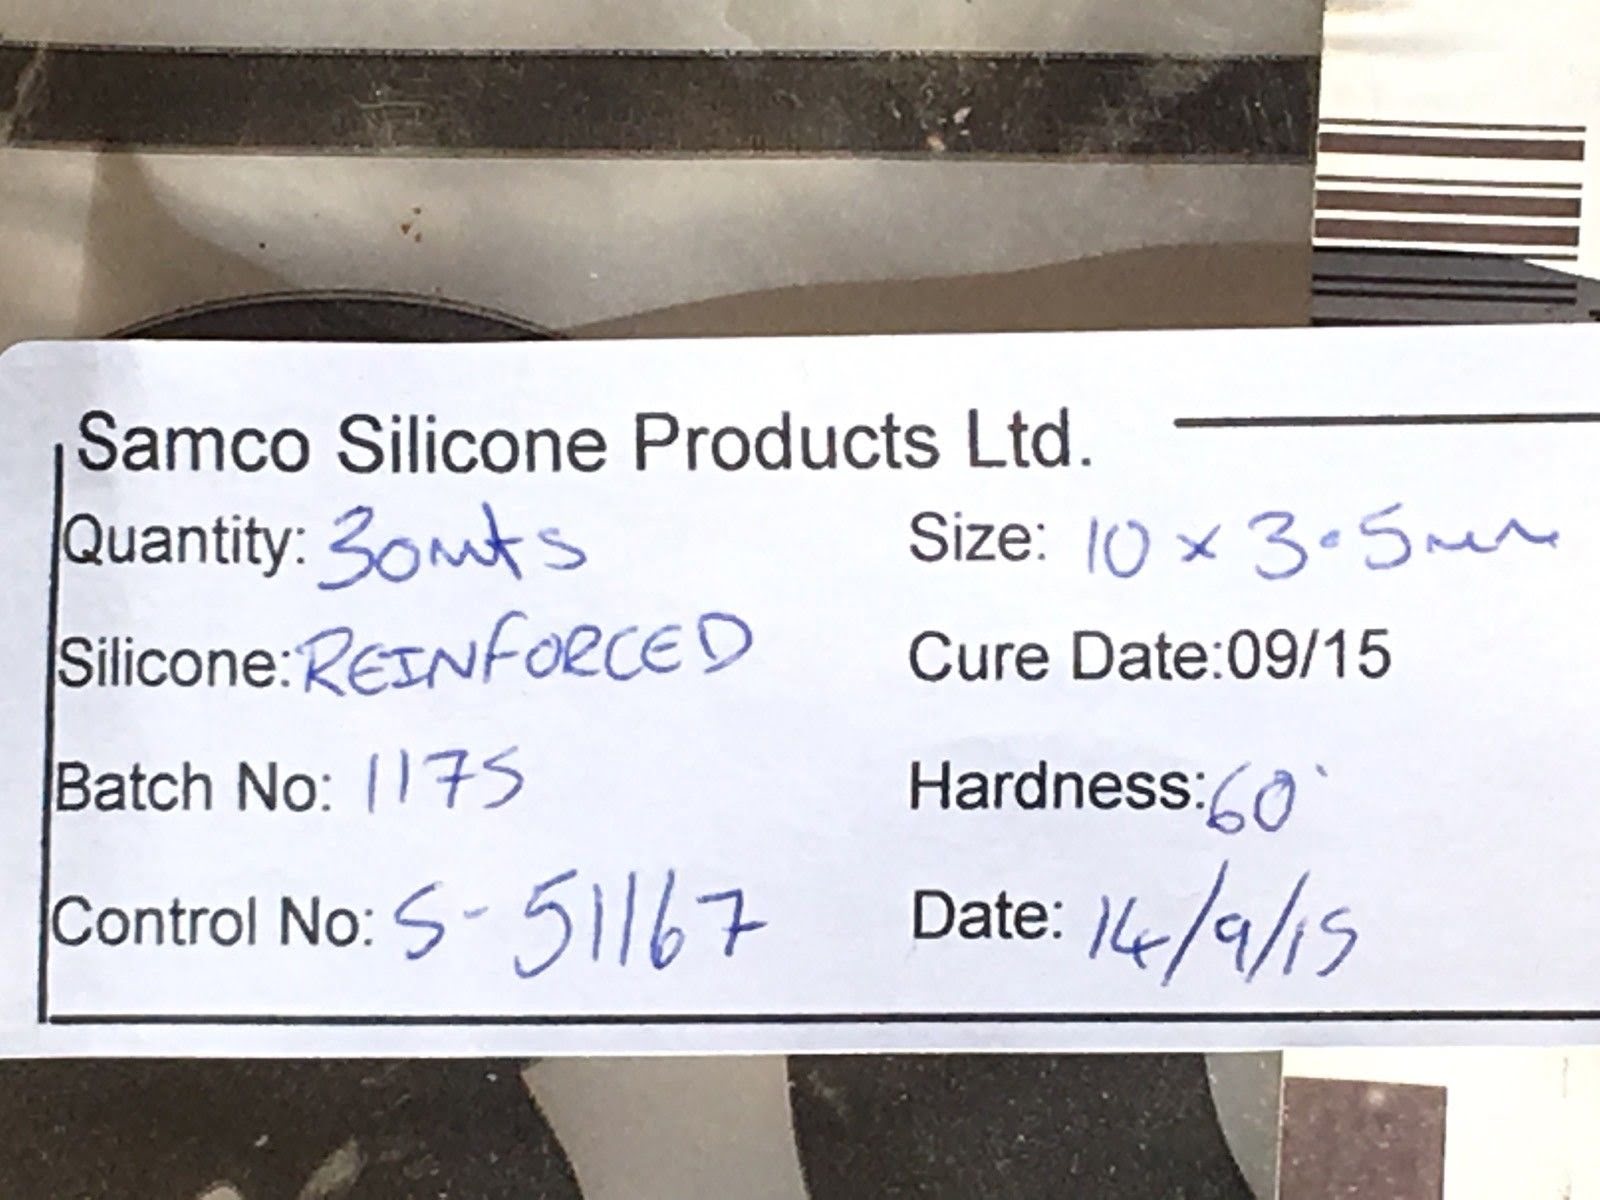 Samco Silicone Products Ltd.
Quantity: 30mts Size: 10 x 3.5mm
Silicone: REINFORCED Cure Date:09/15
Batch No: 1175 Hardness: 60°
Control No: S-51167 Date: 14/9/15